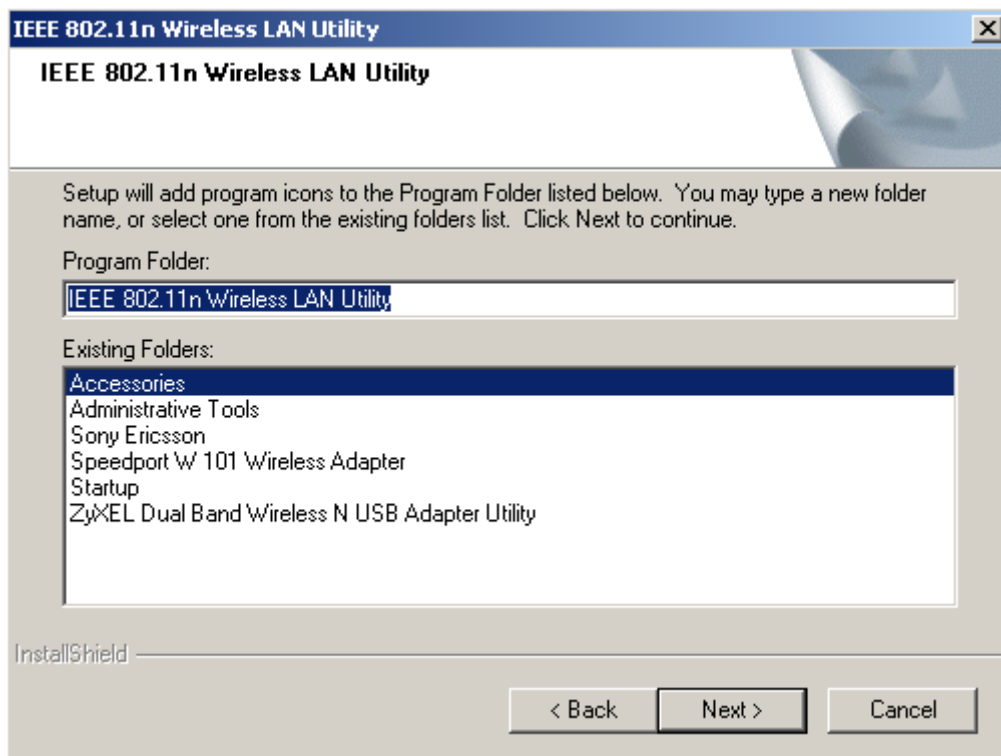 IEEE 802.11n Wireless LAN Utility
IEEE 802.11n Wireless LAN Utility
Setup will add program icons to the Program Folder listed below.  You may type a new folder
name, or select one from the existing folders list.  Click Next to continue.
Program Folder:
IEEE 802.11n Wireless LAN Utility
Existing Folders:
Accessories
Administrative Tools
Sony Ericsson
Speedport W 101 Wireless Adapter
Startup
ZyXEL Dual Band Wireless N USB Adapter Utility
InstallShield
< Back
Next >
Cancel